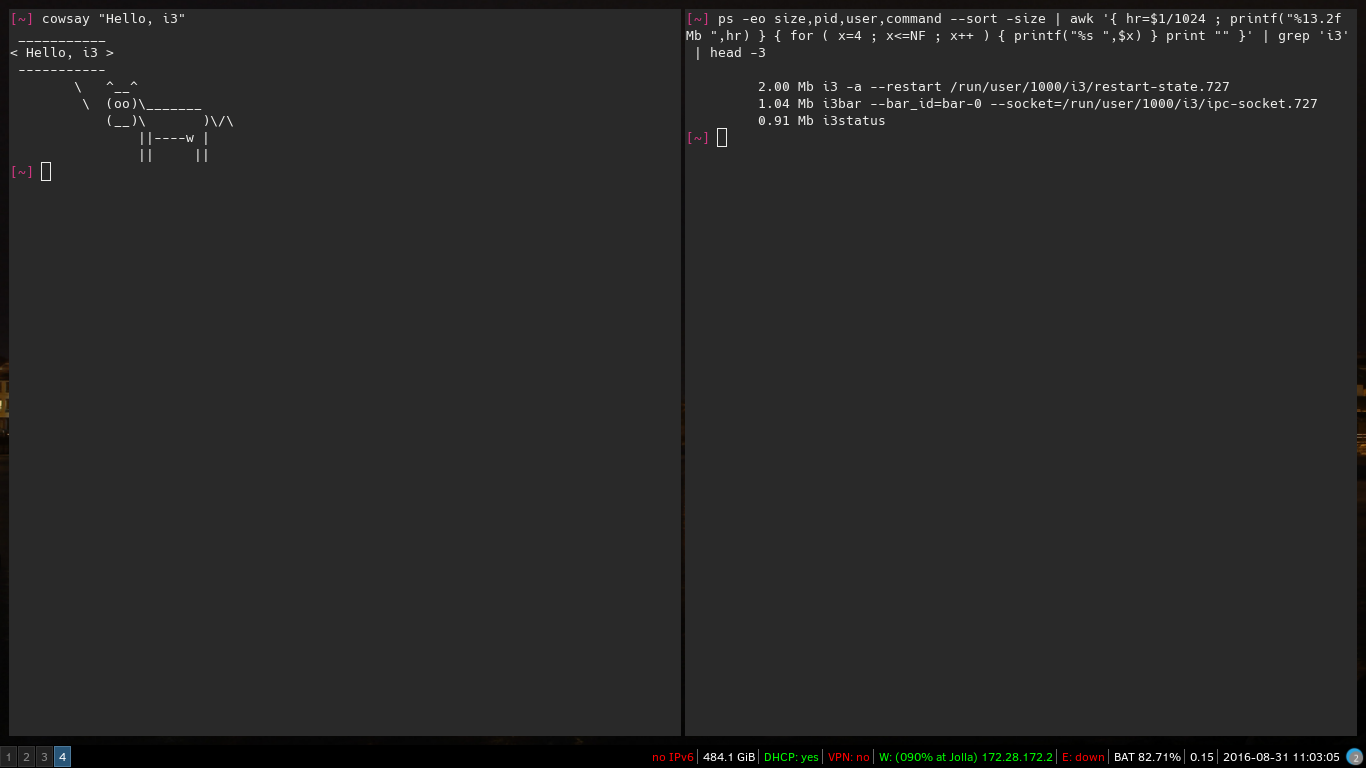 [~] cowsay "Hello, i3"
 ___________
< Hello, i3 >
 -----------
        \   ^__^
         \  (oo)\_______
            (__)\       )\/\
                ||----w |
                ||     ||
[~]
[~] ps -eo size,pid,user,command --sort -size | awk '{ hr=$1/1024 ; printf("%13.2f
Mb ",hr) } { for ( x=4 ; x<=NF ; x++ ) { printf("%s ",$x) } print "" }' | grep 'i3'
 | head -3
         2.00 Mb i3 -a --restart /run/user/1000/i3/restart-state.727
         1.04 Mb i3bar --bar_id=bar-0 --socket=/run/user/1000/i3/ipc-socket.727
         0.91 Mb i3status
[~]
1 2 3 4 no IPv6 | 484.1 GiB | DHCP: yes | VPN: no | W: (090% at Jolla) 172.28.172.2 | E: down | BAT 82.71% | 0.15 | 2016-08-31 11:03:05 2